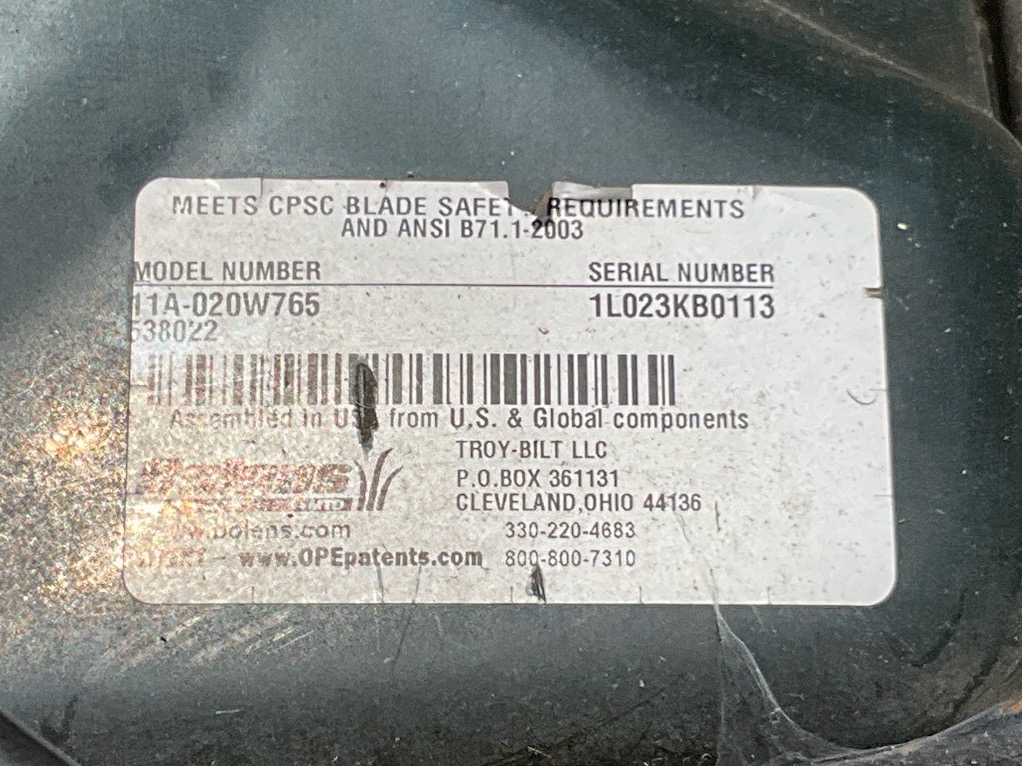 MEETS CPSC BLADE SAFETY REQUIREMENTS
AND ANSI B71.1-2003
MODEL NUMBER SERIAL NUMBER
11A-020W765 1L023KB0113
538022
Assembled in USA from U.S. & Global components
TROY-BILT LLC
Bolens
P.O.BOX 361131
CLEVELAND,OHIO 44136
www.bolens.com 330-220-4683
www.OPEpatents.com 800-800-7310